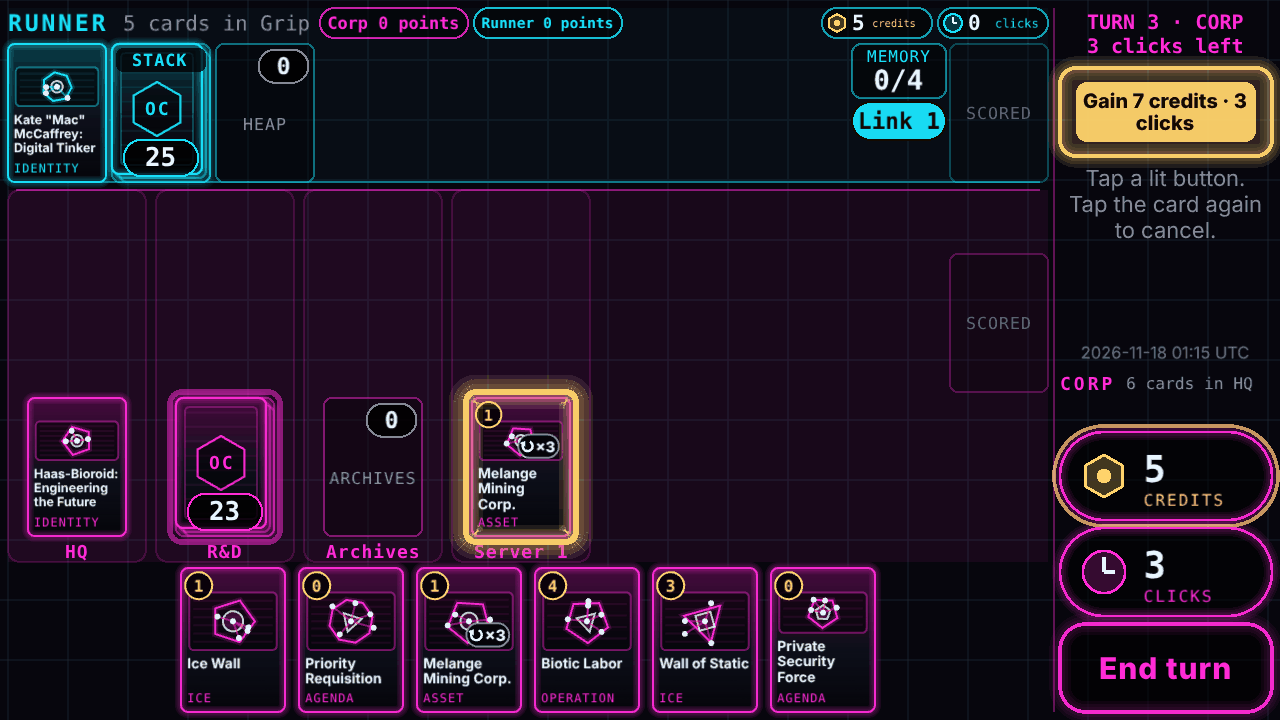 RUNNER 5 cards in Grip Corp 0 points Runner 0 points 5 credits 0 clicks
Kate "Mac"
McCaffrey:
Digital Tinker
IDENTITY
STACK
OC
25
0
HEAP
MEMORY
0/4
Link 1
SCORED
TURN 3 · CORP
3 clicks left
Gain 7 credits · 3
clicks
Tap a lit button.
Tap the card again
to cancel.
SCORED
2026-11-18 01:15 UTC
CORP 6 cards in HQ
5
CREDITS
3
CLICKS
End turn
Haas-Bioroid:
Engineering
the Future
IDENTITY
HQ
OC
23
R&D
0
ARCHIVES
Archives
1
×3
Melange
Mining
Corp.
ASSET
Server 1
1
Ice Wall
ICE
0
Priority
Requisition
AGENDA
1
×3
Melange
Mining Corp.
ASSET
4
Biotic Labor
OPERATION
3
Wall of Static
ICE
0
Private
Security
Force
AGENDA